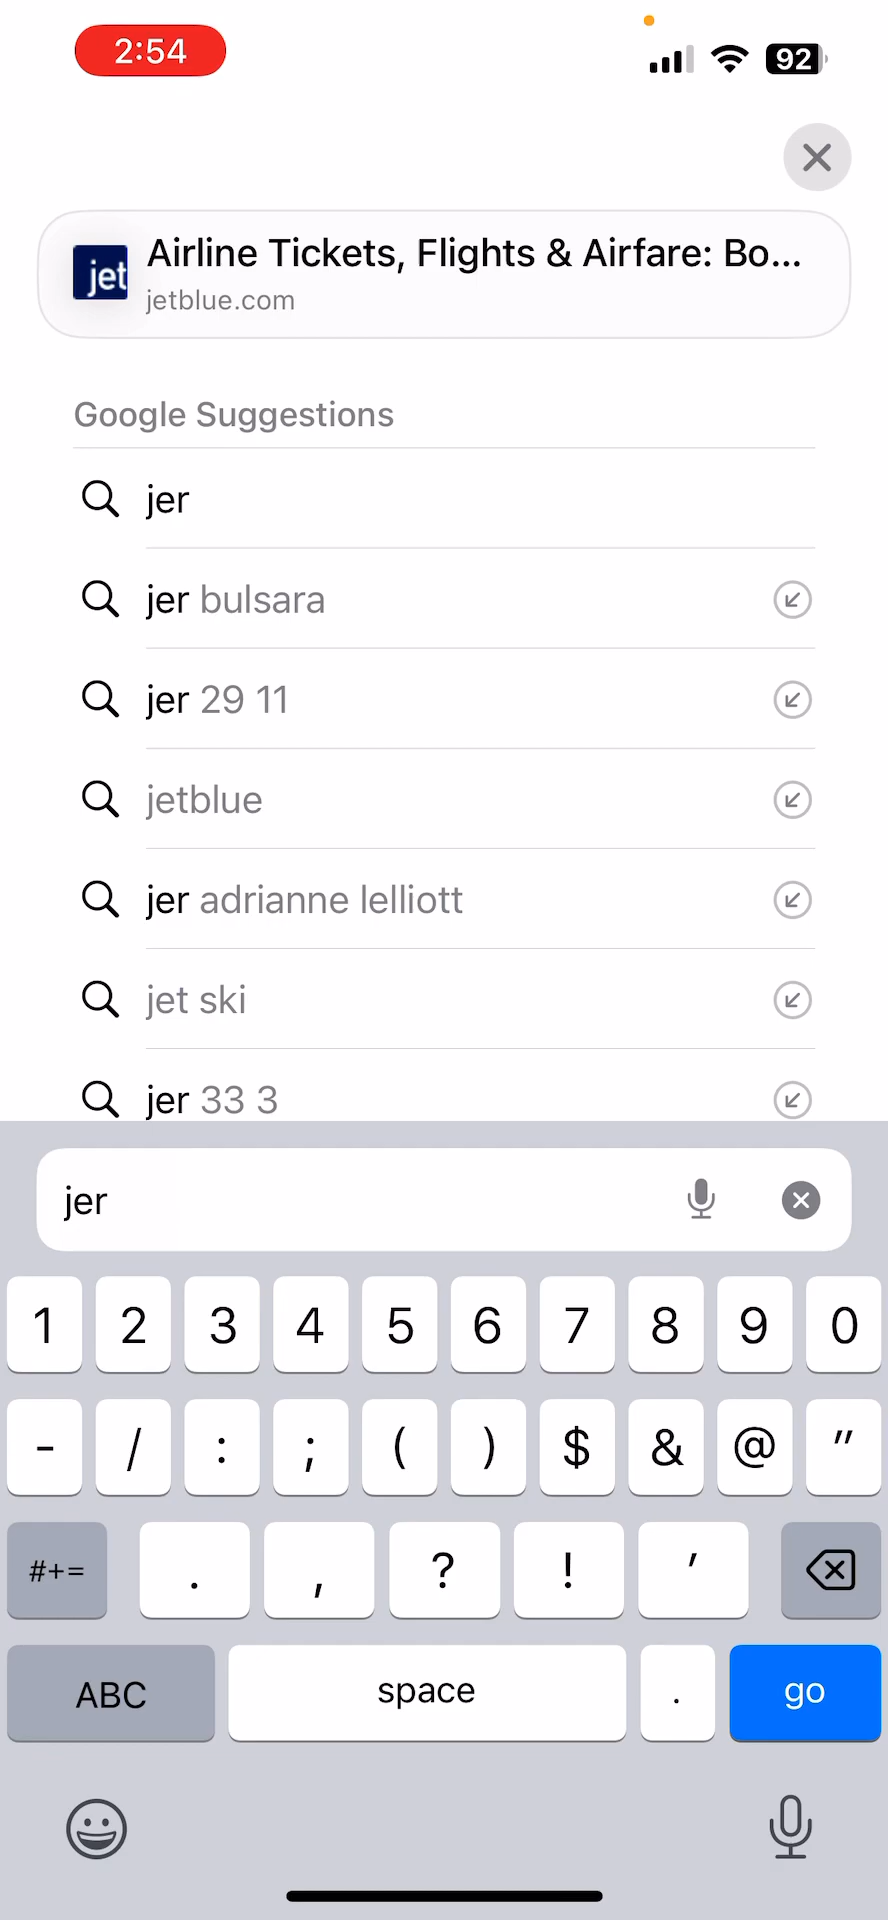 2:54
92
jet
Airline Tickets, Flights & Airfare: Bo...
jetblue.com
Google Suggestions
jer
jer bulsara
jer 29 11
jetblue
jer adrianne lelliott
jet ski
jer 33 3
jer
1 2 3 4 5 6 7 8 9 0
- / : ; ( ) $ & @ "
#+= . , ? ! '
ABC space . go